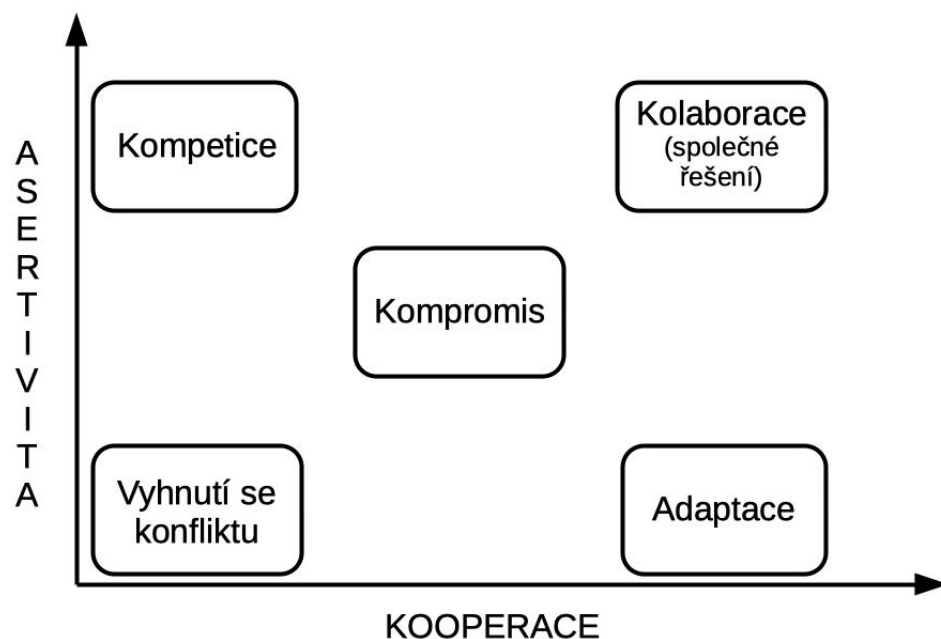 Kompetice
Kolaborace
(společné
řešení)
A
S
E
R
T
I
V
I
T
A
Kompromis
Vyhnutí se
konfliktu
Adaptace
KOOPERACE